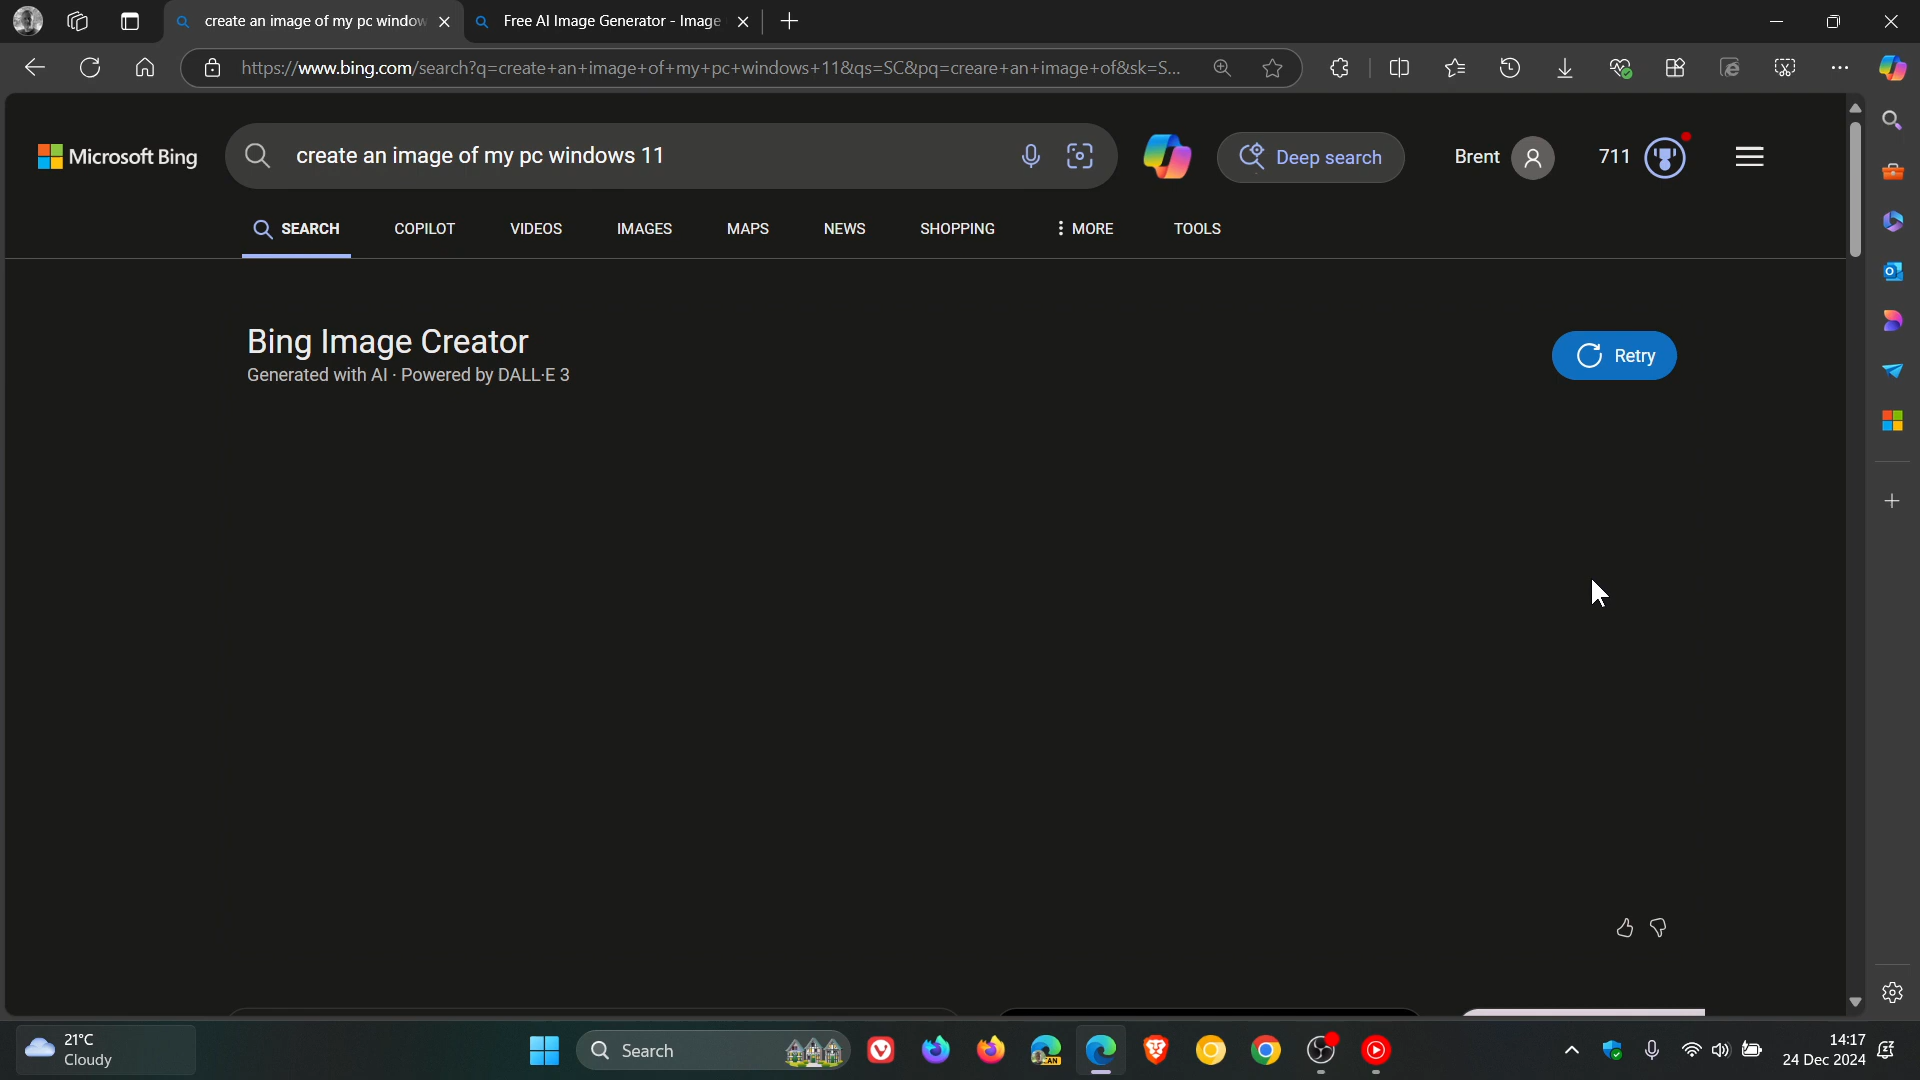 create an image of my pc window
Free AI Image Generator - Image
https://www.bing.com/search?q=create+an+image+of+my+pc+windows+11&qs=SC&pq=creare+an+image+of&sk=S...
Microsoft Bing
create an image of my pc windows 11
Deep search
Brent
711
SEARCH
COPILOT
VIDEOS
IMAGES
MAPS
NEWS
SHOPPING
MORE
TOOLS
Bing Image Creator
Generated with AI · Powered by DALL·E 3
Retry
21°C
Cloudy
Search
CAN
14:17
24 Dec 2024